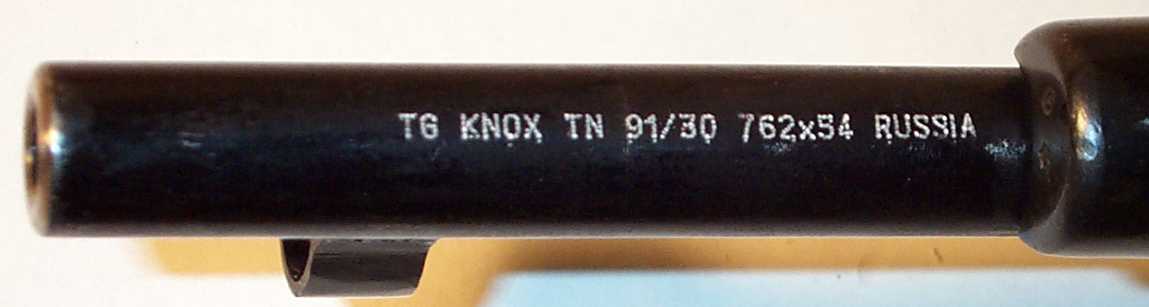 TG KNOX TN 91/30 762x54 RUSSIA